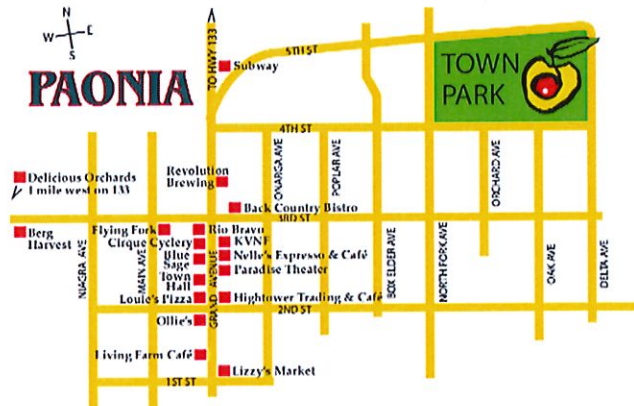 N
W E
S
PAONIA
TO HWY 133
5TH ST
Subway
TOWN
PARK
4TH ST
Delicious Orchards
1 mile west on 133
Revolution
Brewing
ONARGA AVE
POPLAR AVE
ORCHARD AVE
Back Country Bistro
3RD ST
Berg
Harvest
Flying Fork
Rio Bravo
Cirque Cyclery
KVNF
Blue
Sage
Nelle's Espresso & Café
Paradise Theater
Town
Hall
Louie's Pizza
Hightower Trading & Café
NIAGRA AVE
MAIN AVE
GRAND AVENUE
BOX ELDER AVE
NORTH FORK AVE
OAK AVE
DELTA AVE
2ND ST
Ollie's
Living Farm Café
Lizzy's Market
1ST ST